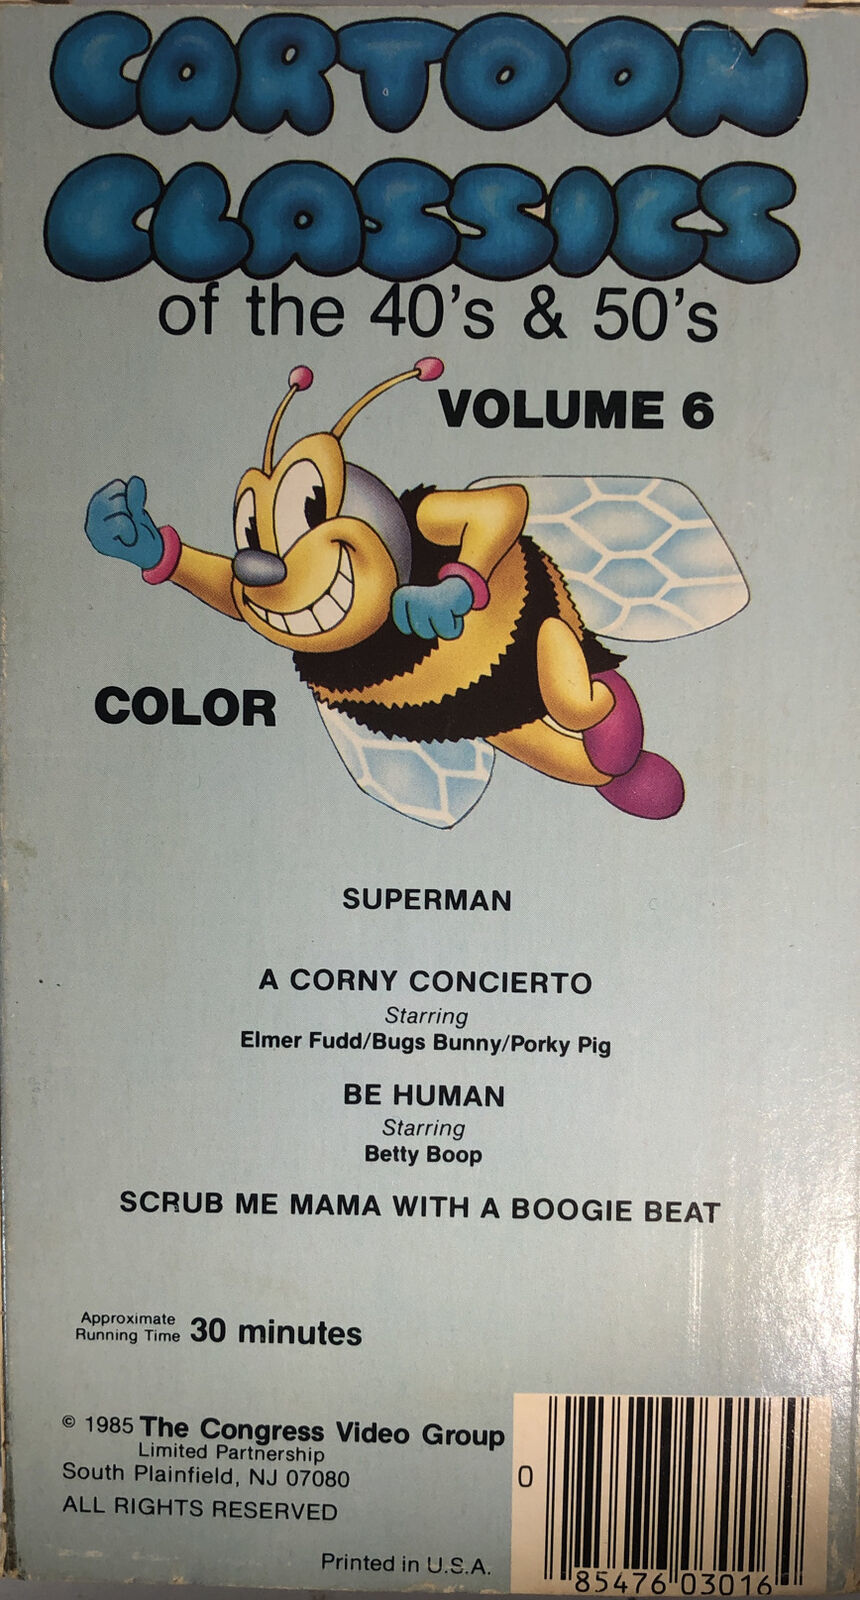 CARTOON
CLASSICS
of the 40's & 50's
VOLUME 6
COLOR
SUPERMAN
A CORNY CONCIERTO
Starring
Elmer Fudd/Bugs Bunny/Porky Pig
BE HUMAN
Starring
Betty Boop
SCRUB ME MAMA WITH A BOOGIE BEAT
Approximate
Running Time 30 minutes
© 1985 The Congress Video Group
Limited Partnership
South Plainfield, NJ 07080
ALL RIGHTS RESERVED
Printed in U.S.A.
0
85476 03016